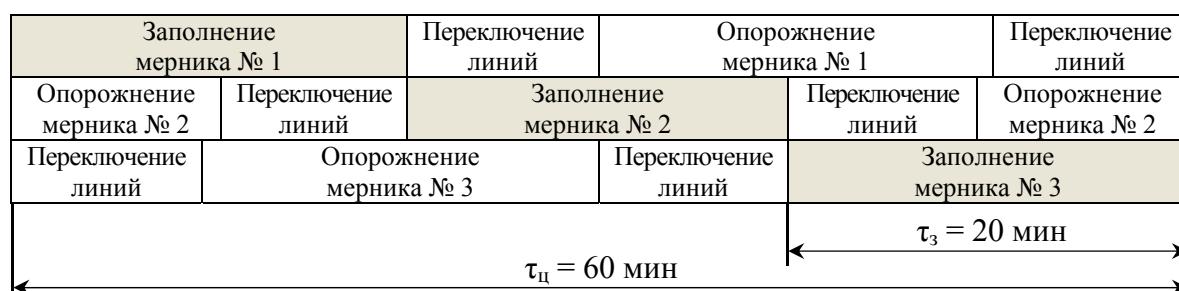 Заполнение
мерника № 1
Переключение
линий
Опорожнение
мерника № 1
Переключение
линий
Опорожнение
мерника № 2
Переключение
линий
Заполнение
мерника № 2
Переключение
линий
Опорожнение
мерника № 2
Переключение
линий
Опорожнение
мерника № 3
Переключение
линий
Заполнение
мерника № 3
τз = 20 мин
τц = 60 мин